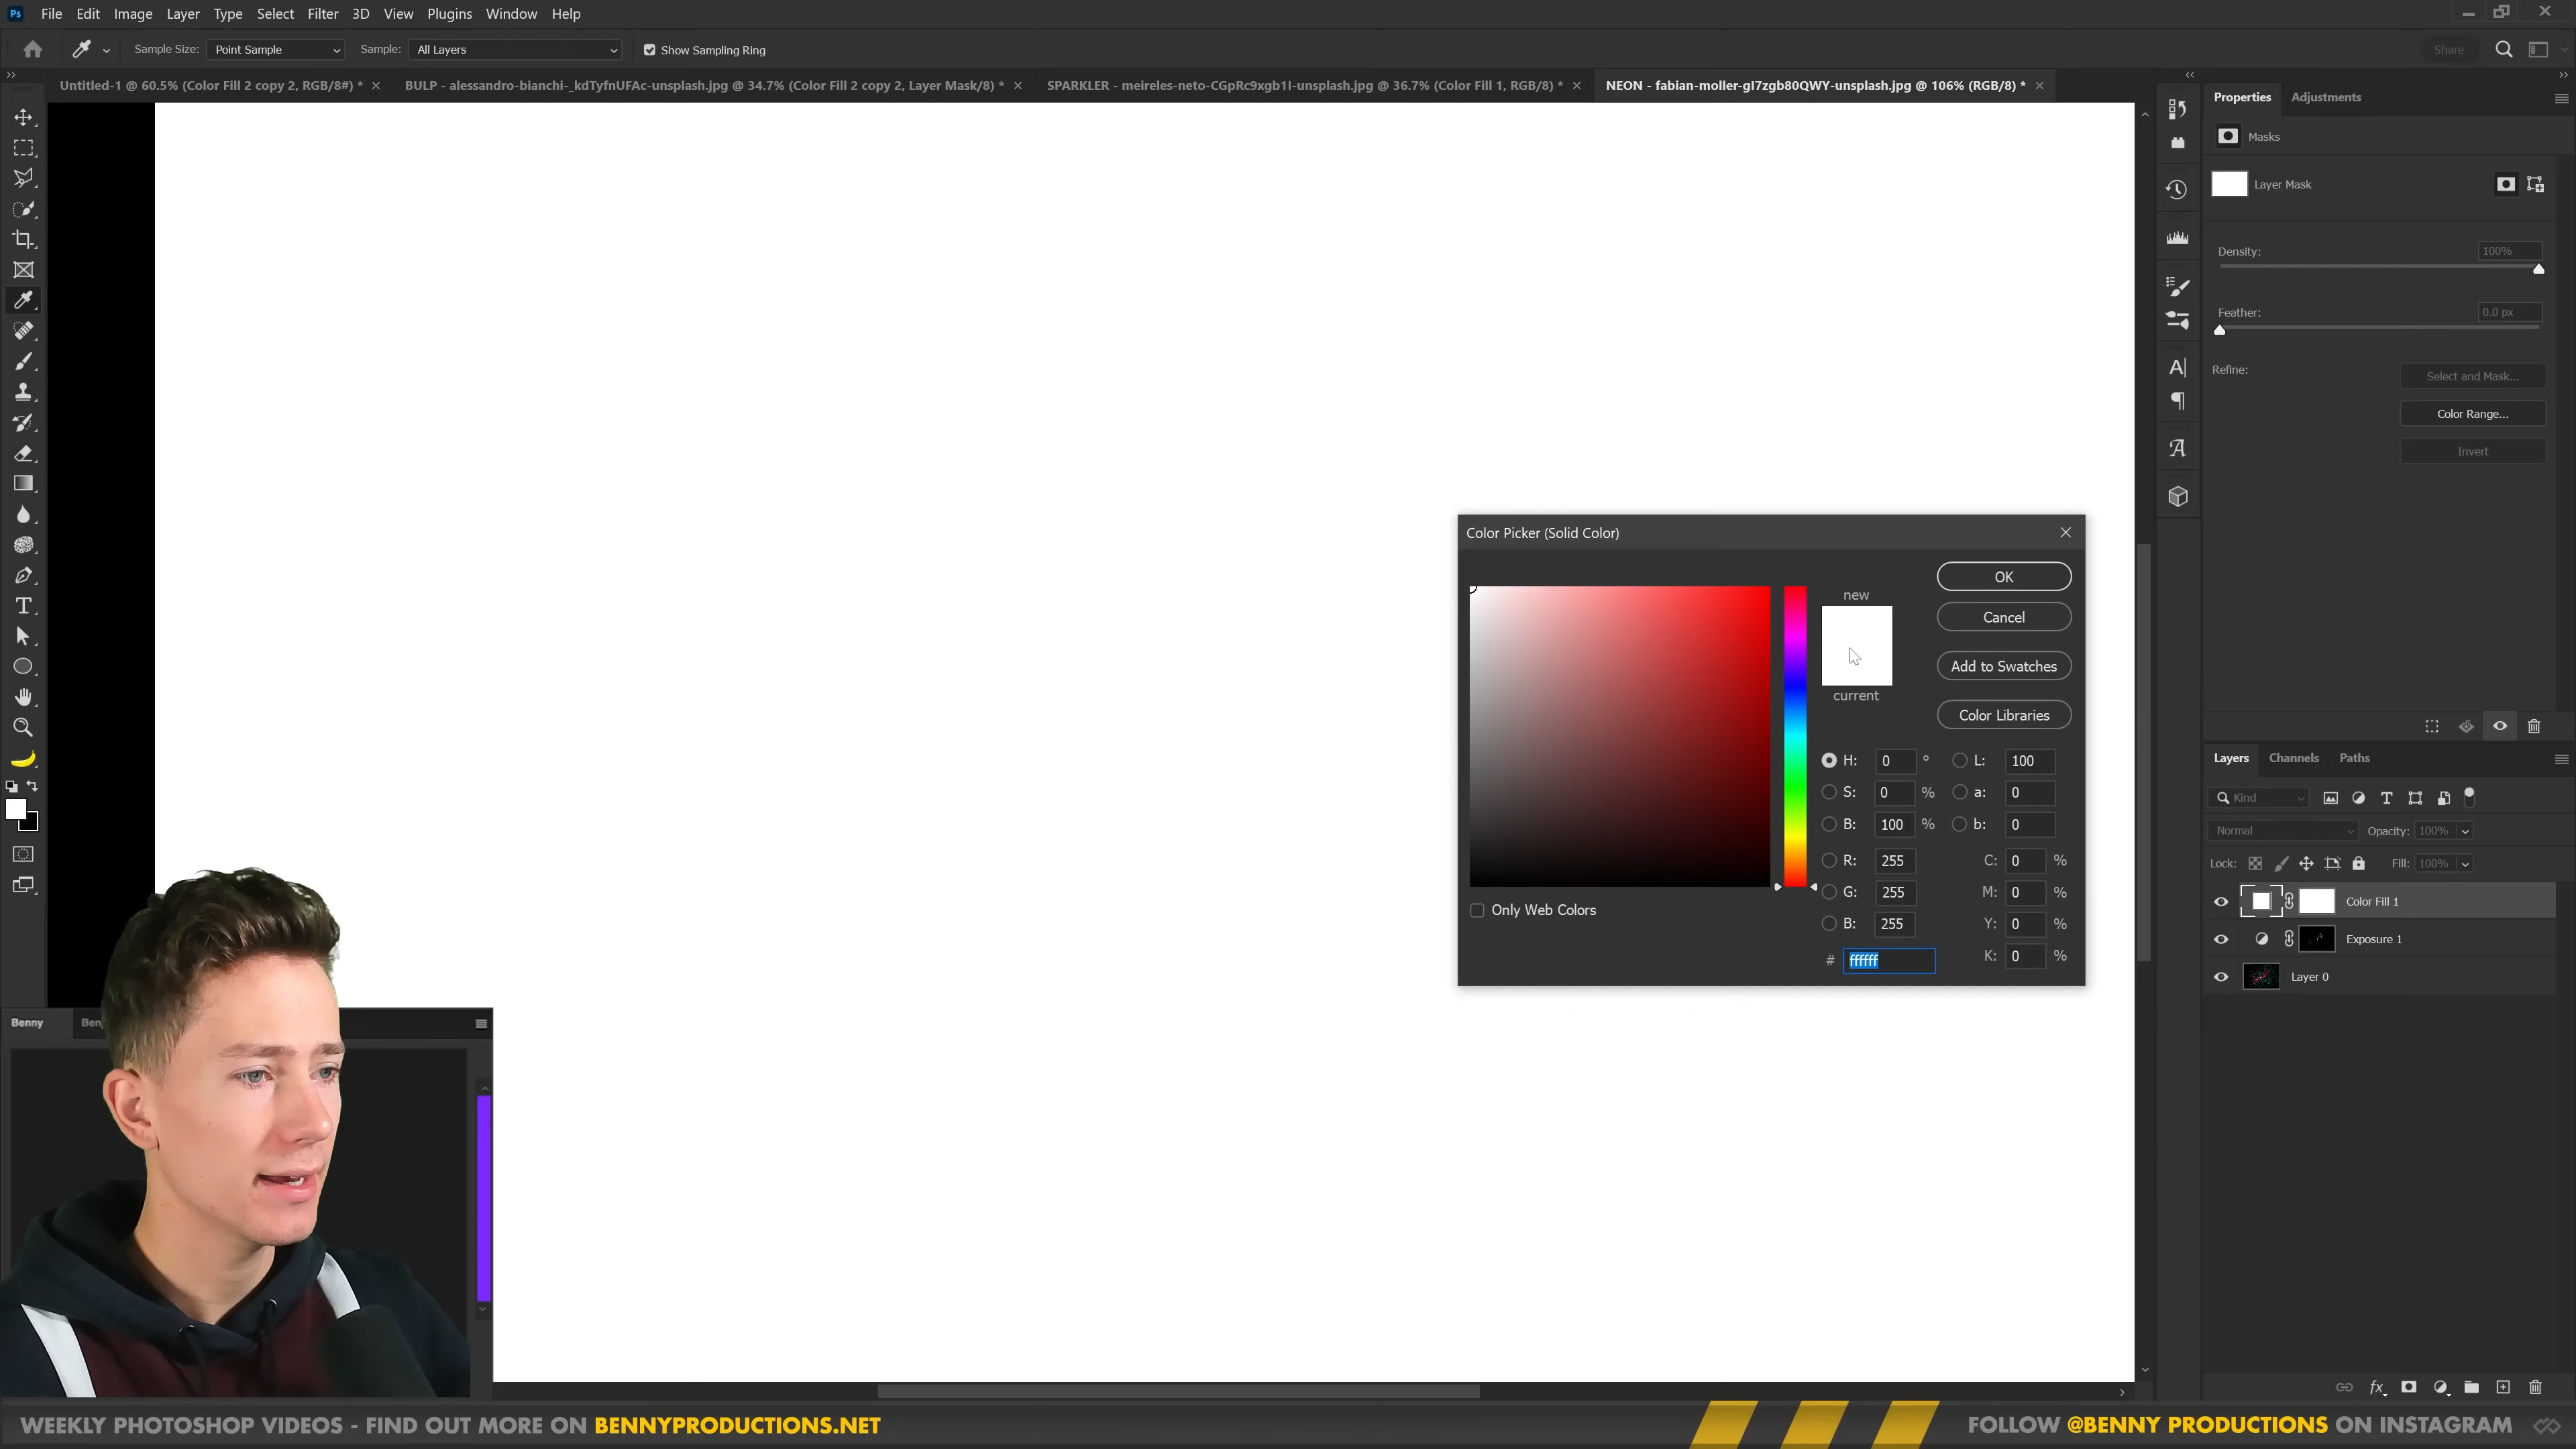 Ps File Edit Image Layer Type Select Filter 3D View Plugins Window Help
Sample Size: Point Sample Sample: All Layers Show Sampling Ring Share
Untitled-1 @ 60.5% (Color Fill 2 copy 2, RGB/8#) * BULP - alessandro-bianchi-_kdTyfnUFAc-unsplash.jpg @ 34.7% (Color Fill 2 copy 2, Layer Mask/8) * SPARKLER - meireles-neto-CGpRc9xgb1I-unsplash.jpg @ 36.7% (Color Fill 1, RGB/8) * NEON - fabian-moller-gI7zgb80QWY-unsplash.jpg @ 106% (RGB/8) *
Properties Adjustments
Masks
Layer Mask
Density: 100%
Feather: 0.0 px
Refine: Select and Mask...
Color Range...
Invert
Color Picker (Solid Color)
new
current
OK
Cancel
Add to Swatches
Color Libraries
H: 0 ° L: 100
S: 0 % a: 0
B: 100 % b: 0
R: 255 C: 0 %
G: 255 M: 0 %
B: 255 Y: 0 %
# ffffff K: 0 %
Only Web Colors
Layers Channels Paths
Kind
Normal Opacity: 100%
Lock: Fill: 100%
Color Fill 1
Exposure 1
Layer 0
Benny
WEEKLY PHOTOSHOP VIDEOS - FIND OUT MORE ON BENNYPRODUCTIONS.NET
FOLLOW @BENNY PRODUCTIONS ON INSTAGRAM